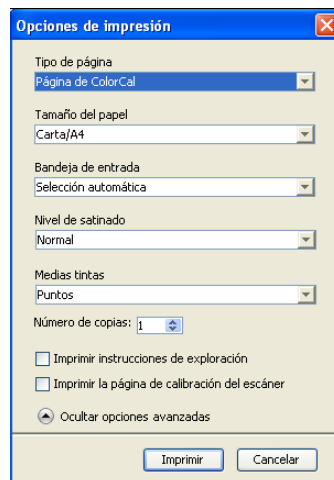 Opciones de impresión
Tipo de página
Página de ColorCal
Tamaño del papel
Carta/A4
Bandeja de entrada
Selección automática
Nivel de satinado
Normal
Medias tintas
Puntos
Número de copias: 1
Imprimir instrucciones de exploración
Imprimir la página de calibración del escáner
Ocultar opciones avanzadas
Imprimir Cancelar